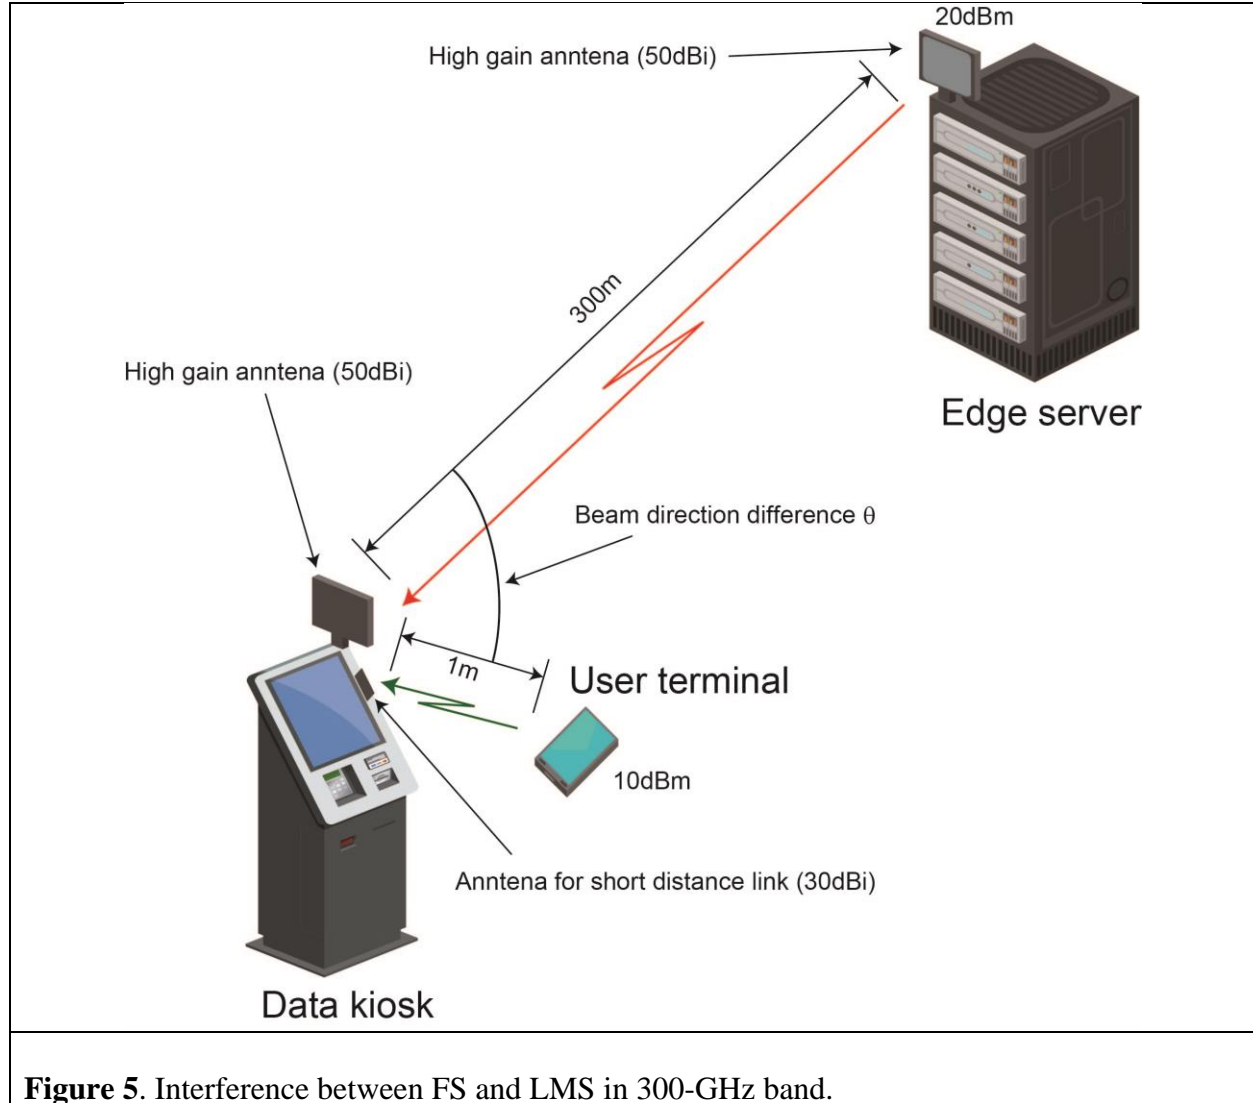 20dBm
High gain anntena (50dBi)
300m
High gain anntena (50dBi)
Edge server
Beam direction difference θ
1m
User terminal
10dBm
Anntena for short distance link (30dBi)
Data kiosk
Figure 5. Interference between FS and LMS in 300-GHz band.